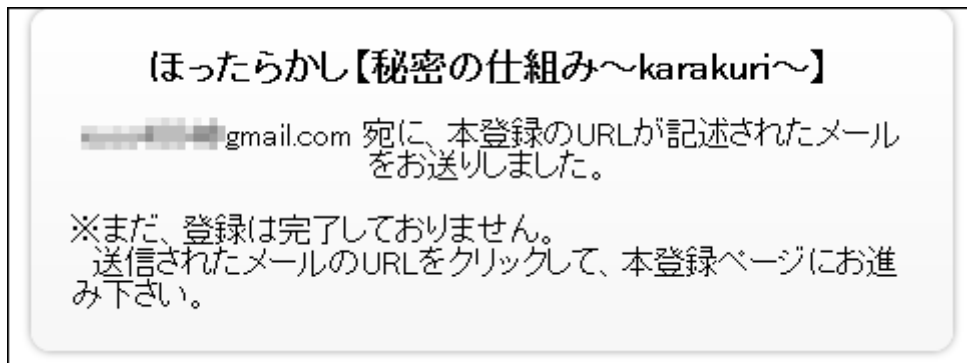 ほったらかし【秘密の仕組み～karakuri～】
gmail.com 宛に、本登録のURLが記述されたメール
をお送りしました。
※まだ、登録は完了しておりません。
送信されたメールのURLをクリックして、本登録ページにお進
み下さい。